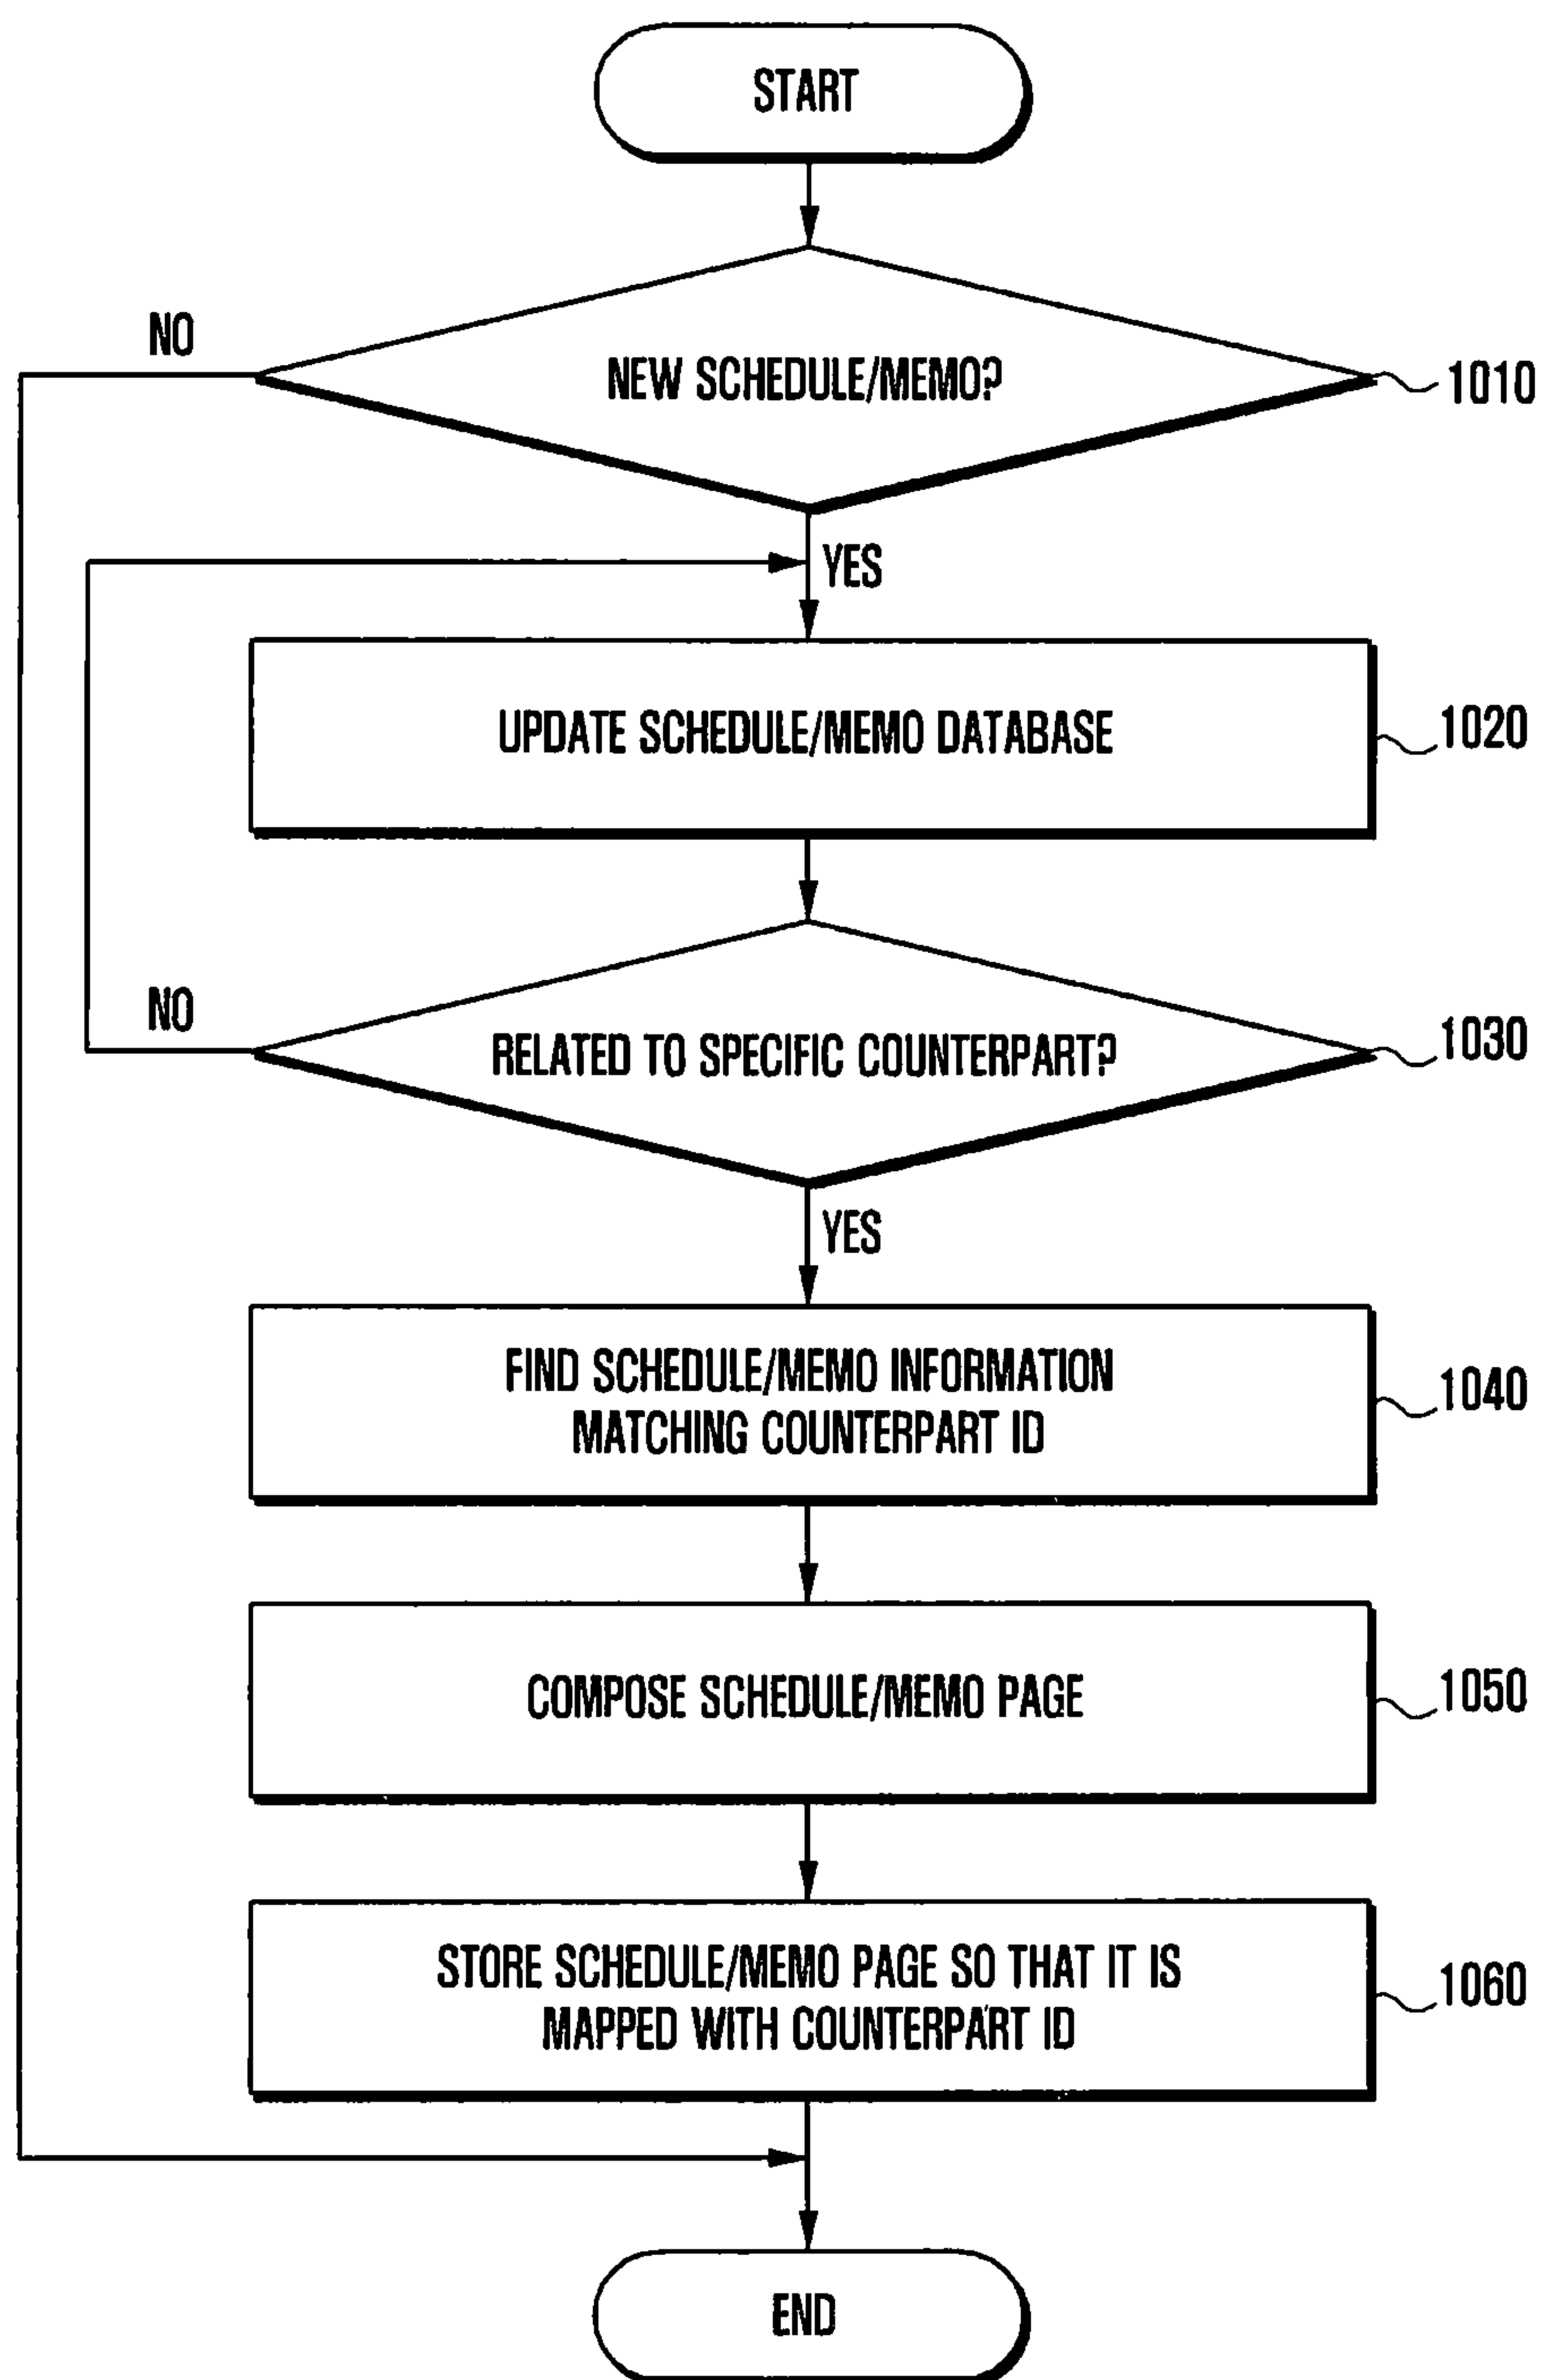 START
NO
NEW SCHEDULE/MEMO?
1010
YES
UPDATE SCHEDULE/MEMO DATABASE
1020
NO
RELATED TO SPECIFIC COUNTERPART?
1030
YES
FIND SCHEDULE/MEMO INFORMATION
MATCHING COUNTERPART ID
1040
COMPOSE SCHEDULE/MEMO PAGE
1050
STORE SCHEDULE/MEMO PAGE SO THAT IT IS
MAPPED WITH COUNTERPART ID
1060
END